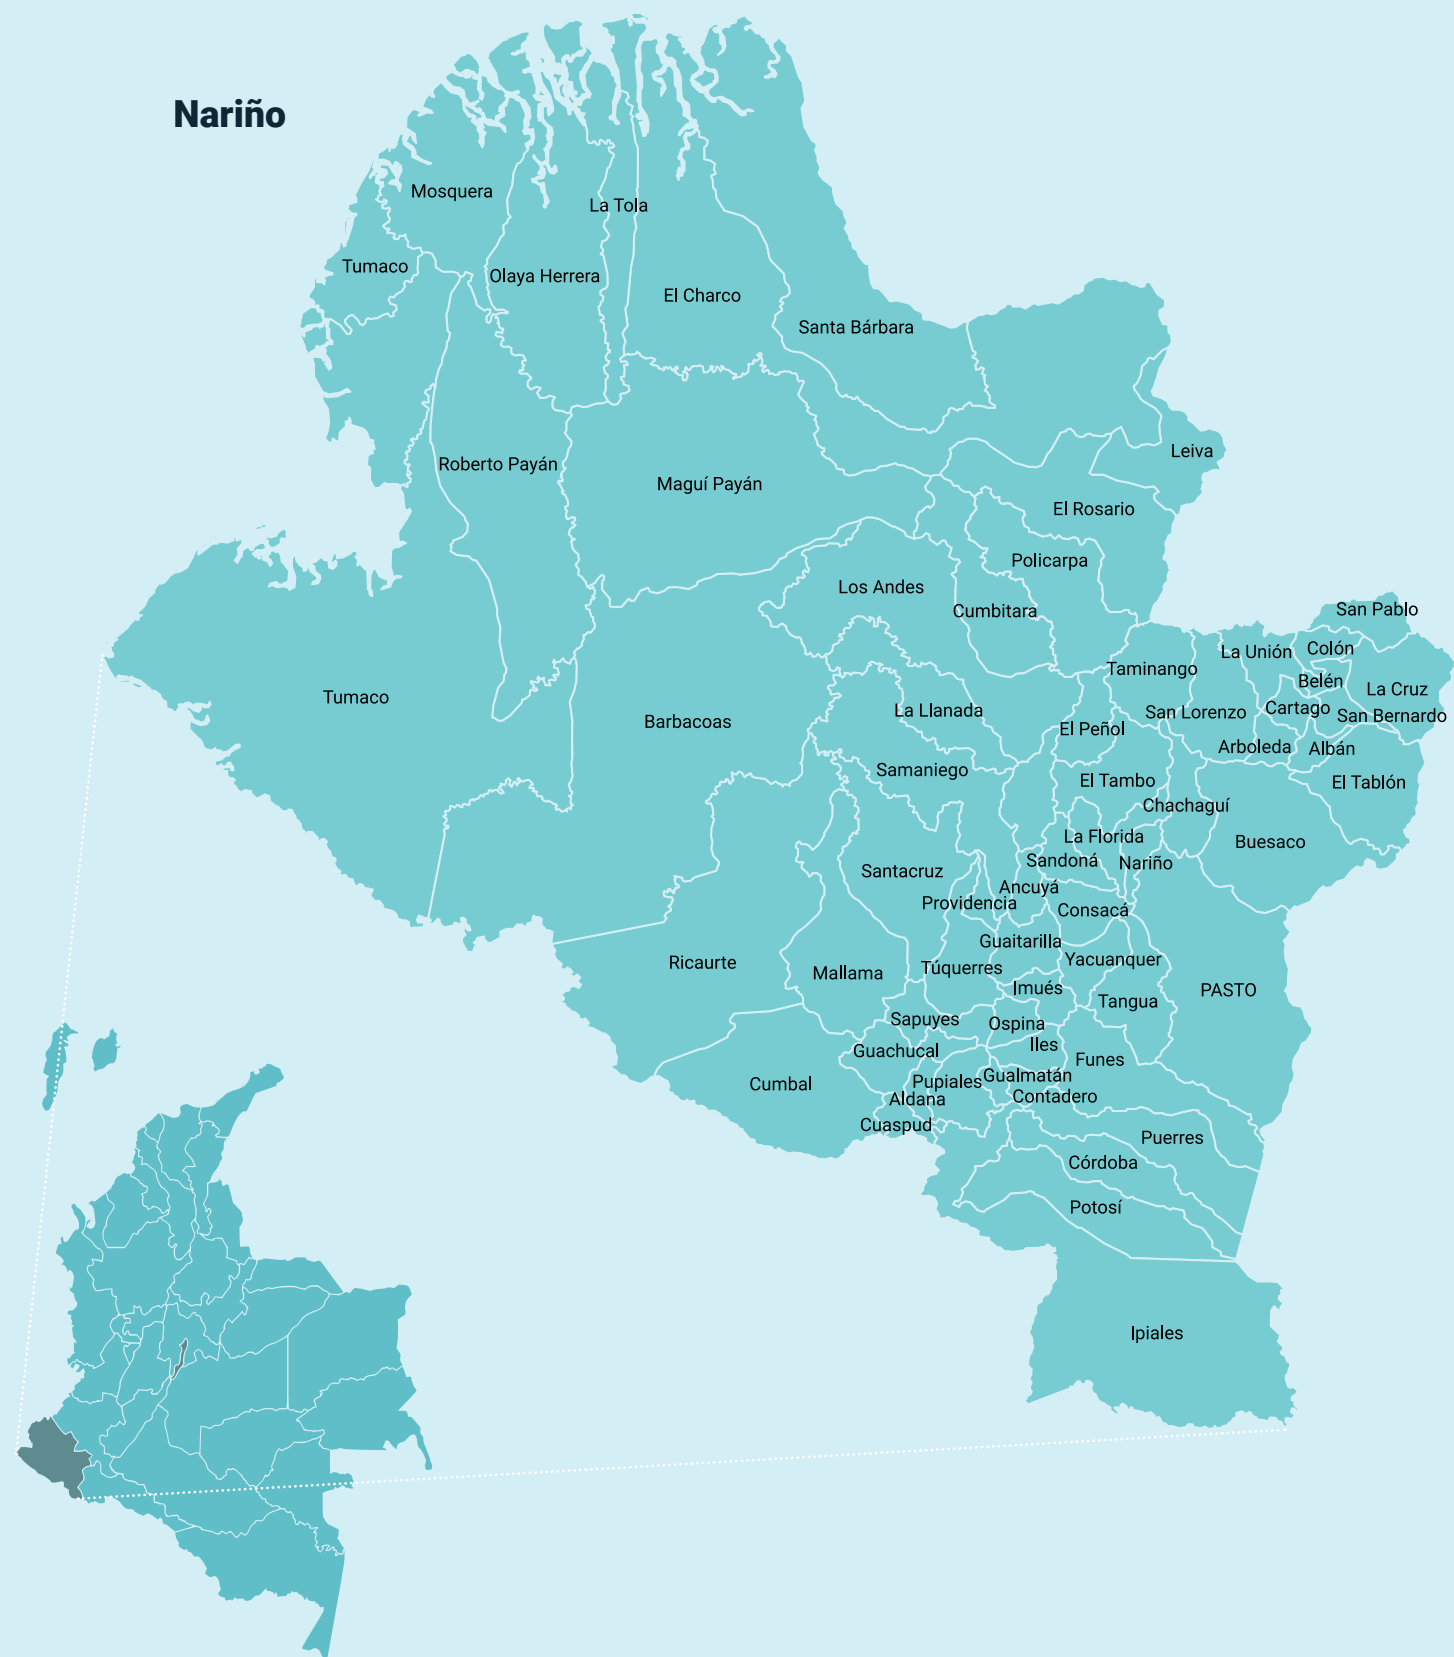 Nariño
Mosquera
La Tola
Tumaco
Olaya Herrera
El Charco
Santa Bárbara
Leiva
Roberto Payán
Maguí Payán
El Rosario
Policarpa
Los Andes
Cumbitara
San Pablo
La Unión
Colón
Taminango
Belén
La Cruz
Tumaco
Barbacoas
La Llanada
San Lorenzo
Cartago
San Bernardo
El Peñol
Arboleda
Albán
Samaniego
El Tambo
El Tablón
Chachaguí
La Florida
Buesaco
Sandoná
Nariño
Santacruz
Ancuyá
Providencia
Consacá
Guaitarilla
Ricaurte
Mallama
Túquerres
Yacuanquer
Imués
PASTO
Tangua
Sapuyes
Ospina
Iles
Guachucal
Funes
Cumbal
Pupiales
Gualmatán
Aldana
Contadero
Cuaspud
Puerres
Córdoba
Potosí
Ipiales